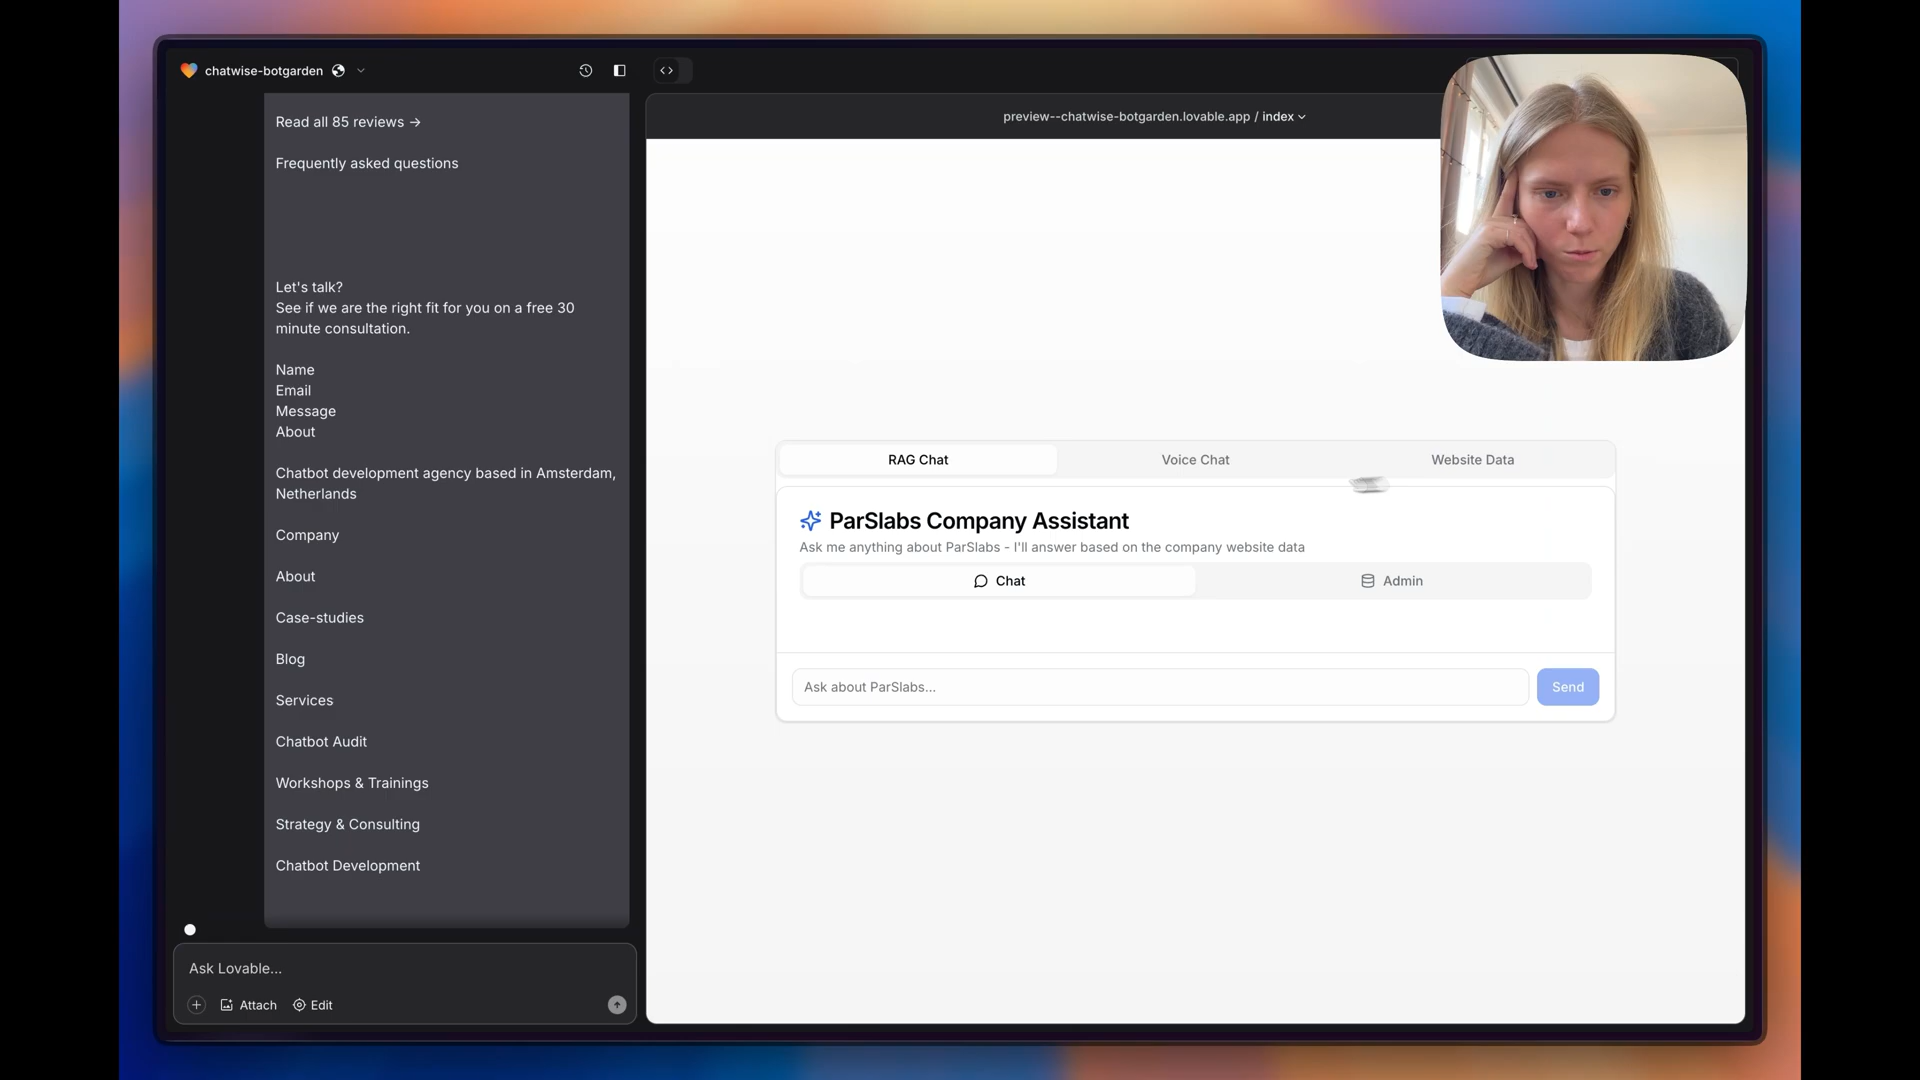 chatwise-botgarden
Read all 85 reviews →
Frequently asked questions
Let's talk?
See if we are the right fit for you on a free 30
minute consultation.
Name
Email
Message
About
Chatbot development agency based in Amsterdam,
Netherlands
Company
About
Case-studies
Blog
Services
Chatbot Audit
Workshops & Trainings
Strategy & Consulting
Chatbot Development
Ask Lovable...
Attach
Edit
preview--chatwise-botgarden.lovable.app / index
RAG Chat
Voice Chat
Website Data
ParSlabs Company Assistant
Ask me anything about ParSlabs - I'll answer based on the company website data
Chat
Admin
Ask about ParSlabs...
Send